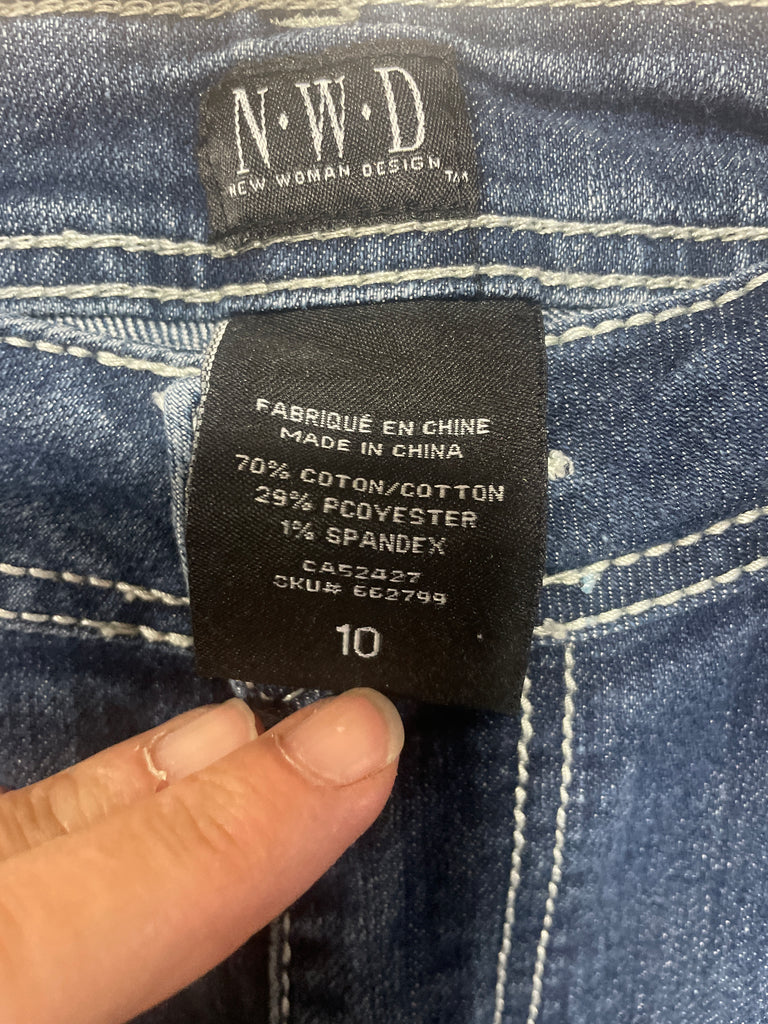 N·W·D
NEW WOMAN DESIGN™
FABRIQUÉ EN CHINE
MADE IN CHINA
70% COTON/COTTON
29% PCOYESTER
1% SPANDEX
CA52427
SKU# 662799
10